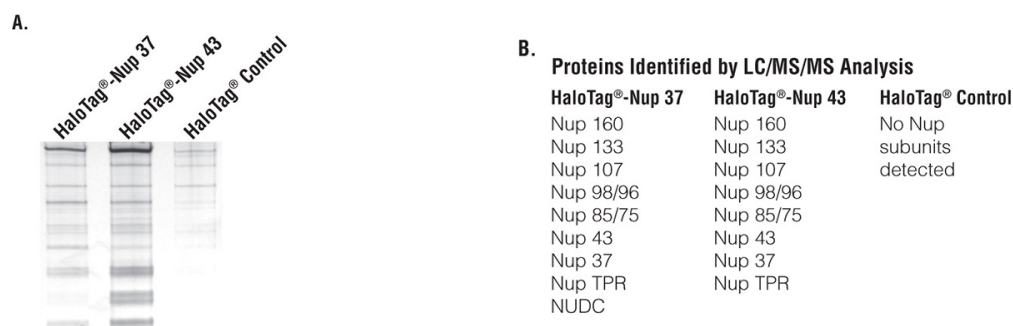 A.
HaloTag®-Nup 37
HaloTag®-Nup 43
HaloTag® Control
B.
Proteins Identified by LC/MS/MS Analysis
HaloTag®-Nup 37 HaloTag®-Nup 43 HaloTag® Control
Nup 160 Nup 160 No Nup
Nup 133 Nup 133 subunits
Nup 107 Nup 107 detected
Nup 98/96 Nup 98/96
Nup 85/75 Nup 85/75
Nup 43 Nup 43
Nup 37 Nup 37
Nup TPR Nup TPR
NUDC